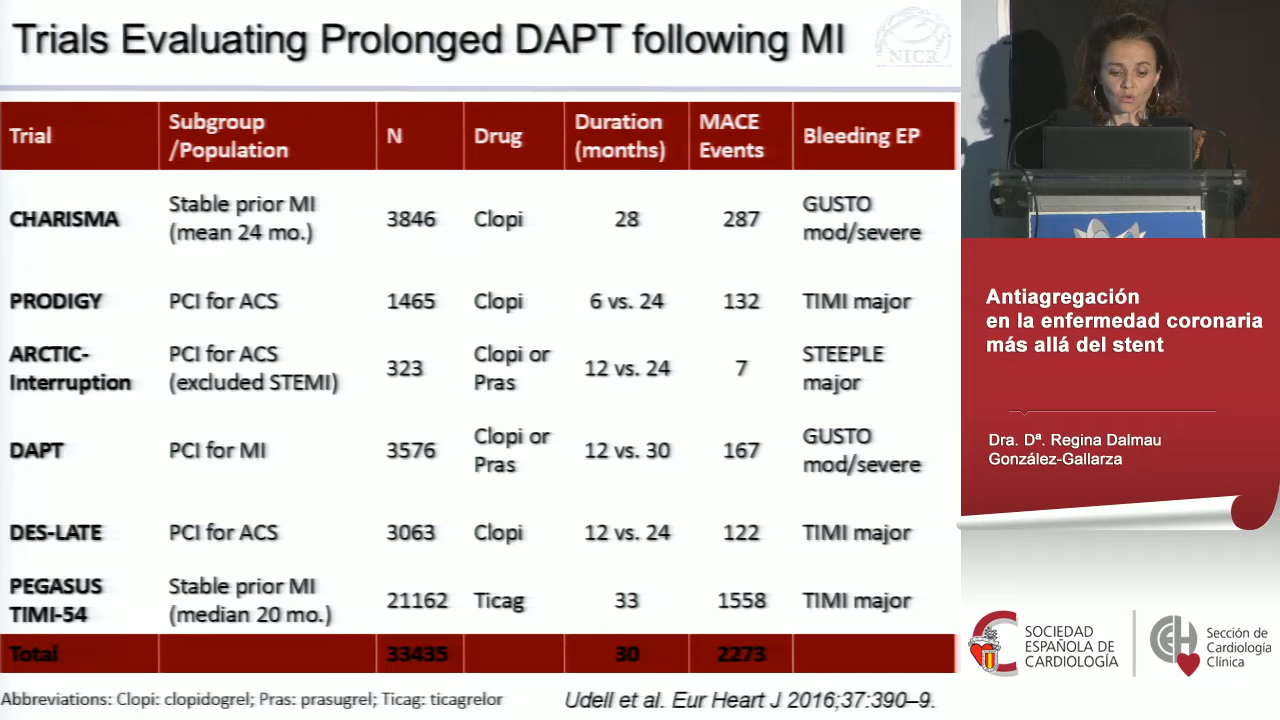 Trials Evaluating Prolonged DAPT following MI
NICR
Trial Subgroup /Population N Drug Duration (months) MACE Events Bleeding EP
CHARISMA Stable prior MI (mean 24 mo.) 3846 Clopi 28 287 GUSTO mod/severe
PRODIGY PCI for ACS 1465 Clopi 6 vs. 24 132 TIMI major
ARCTIC-Interruption PCI for ACS (excluded STEMI) 323 Clopi or Pras 12 vs. 24 7 STEEPLE major
DAPT PCI for MI 3576 Clopi or Pras 12 vs. 30 167 GUSTO mod/severe
DES-LATE PCI for ACS 3063 Clopi 12 vs. 24 122 TIMI major
PEGASUS TIMI-54 Stable prior MI (median 20 mo.) 21162 Ticag 33 1558 TIMI major
Total 33435 30 2273
Abbreviations: Clopi: clopidogrel; Pras: prasugrel; Ticag: ticagrelor
Udell et al. Eur Heart J 2016;37:390–9.
Antiagregación
en la enfermedad coronaria
más allá del stent
Dra. Dª. Regina Dalmau
González-Gallarza
SOCIEDAD
ESPAÑOLA DE
CARDIOLOGÍA
Sección de
Cardiología
Clínica